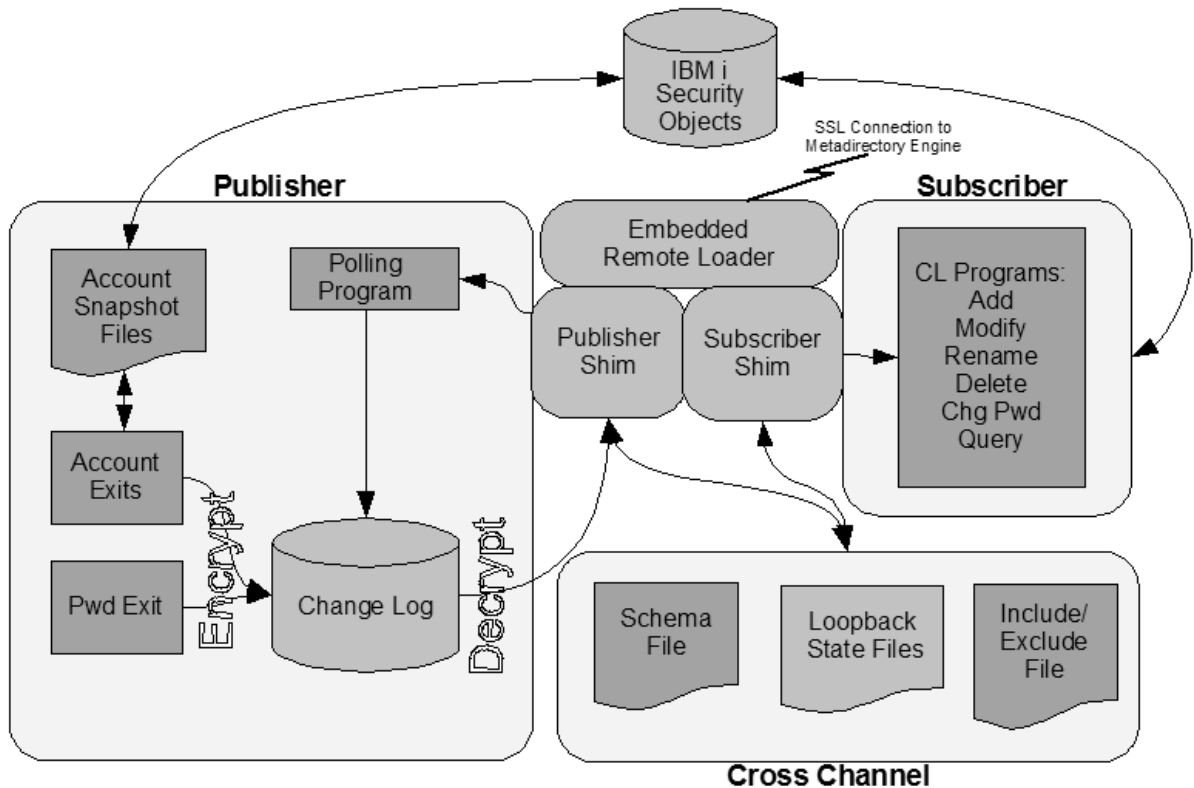 IBM i
Security
Objects
SSL Connection to
Metadirectory Engine
Publisher
Subscriber
Account
Snapshot
Files
Polling
Program
Embedded
Remote Loader
Publisher
Shim
Subscriber
Shim
CL Programs:
Add
Modify
Rename
Delete
Chg Pwd
Query
Account
Exits
Pwd Exit
Encrypt
Change Log
Decrypt
Schema
File
Loopback
State Files
Include/
Exclude
File
Cross Channel